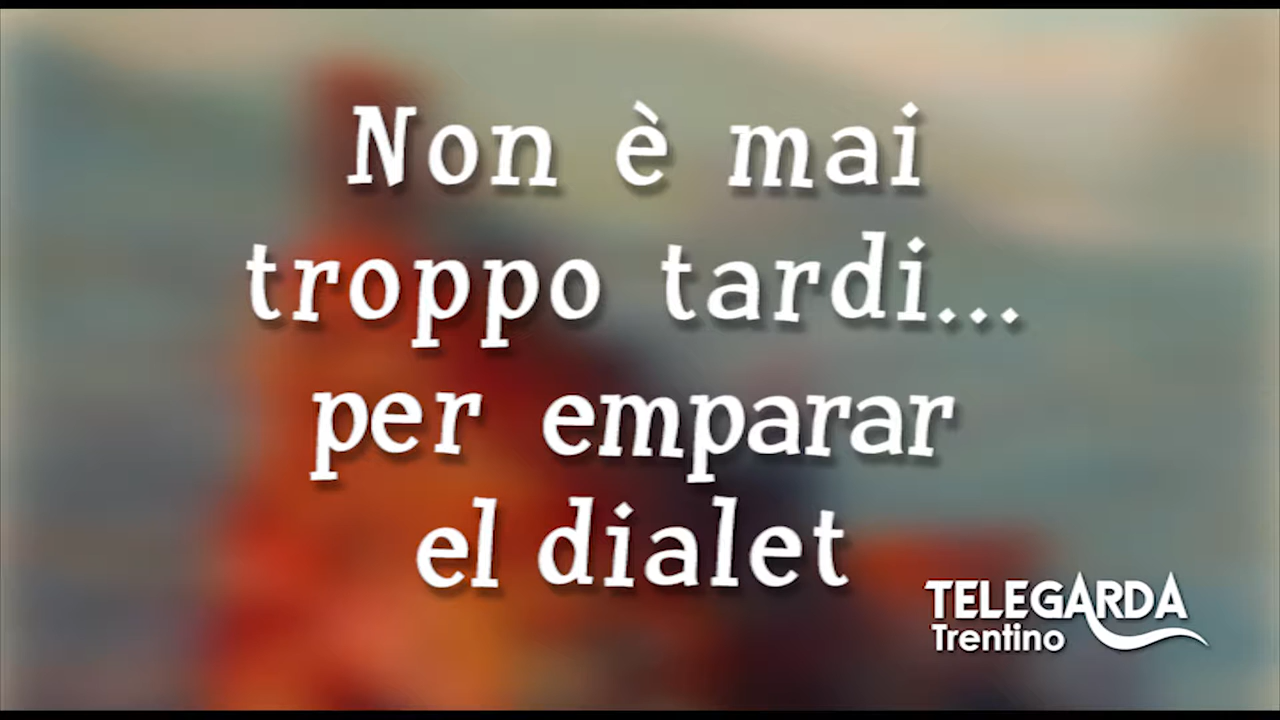 Non è mai
troppo tardi...
per emparar
el dialet
TELEGARDA
Trentino